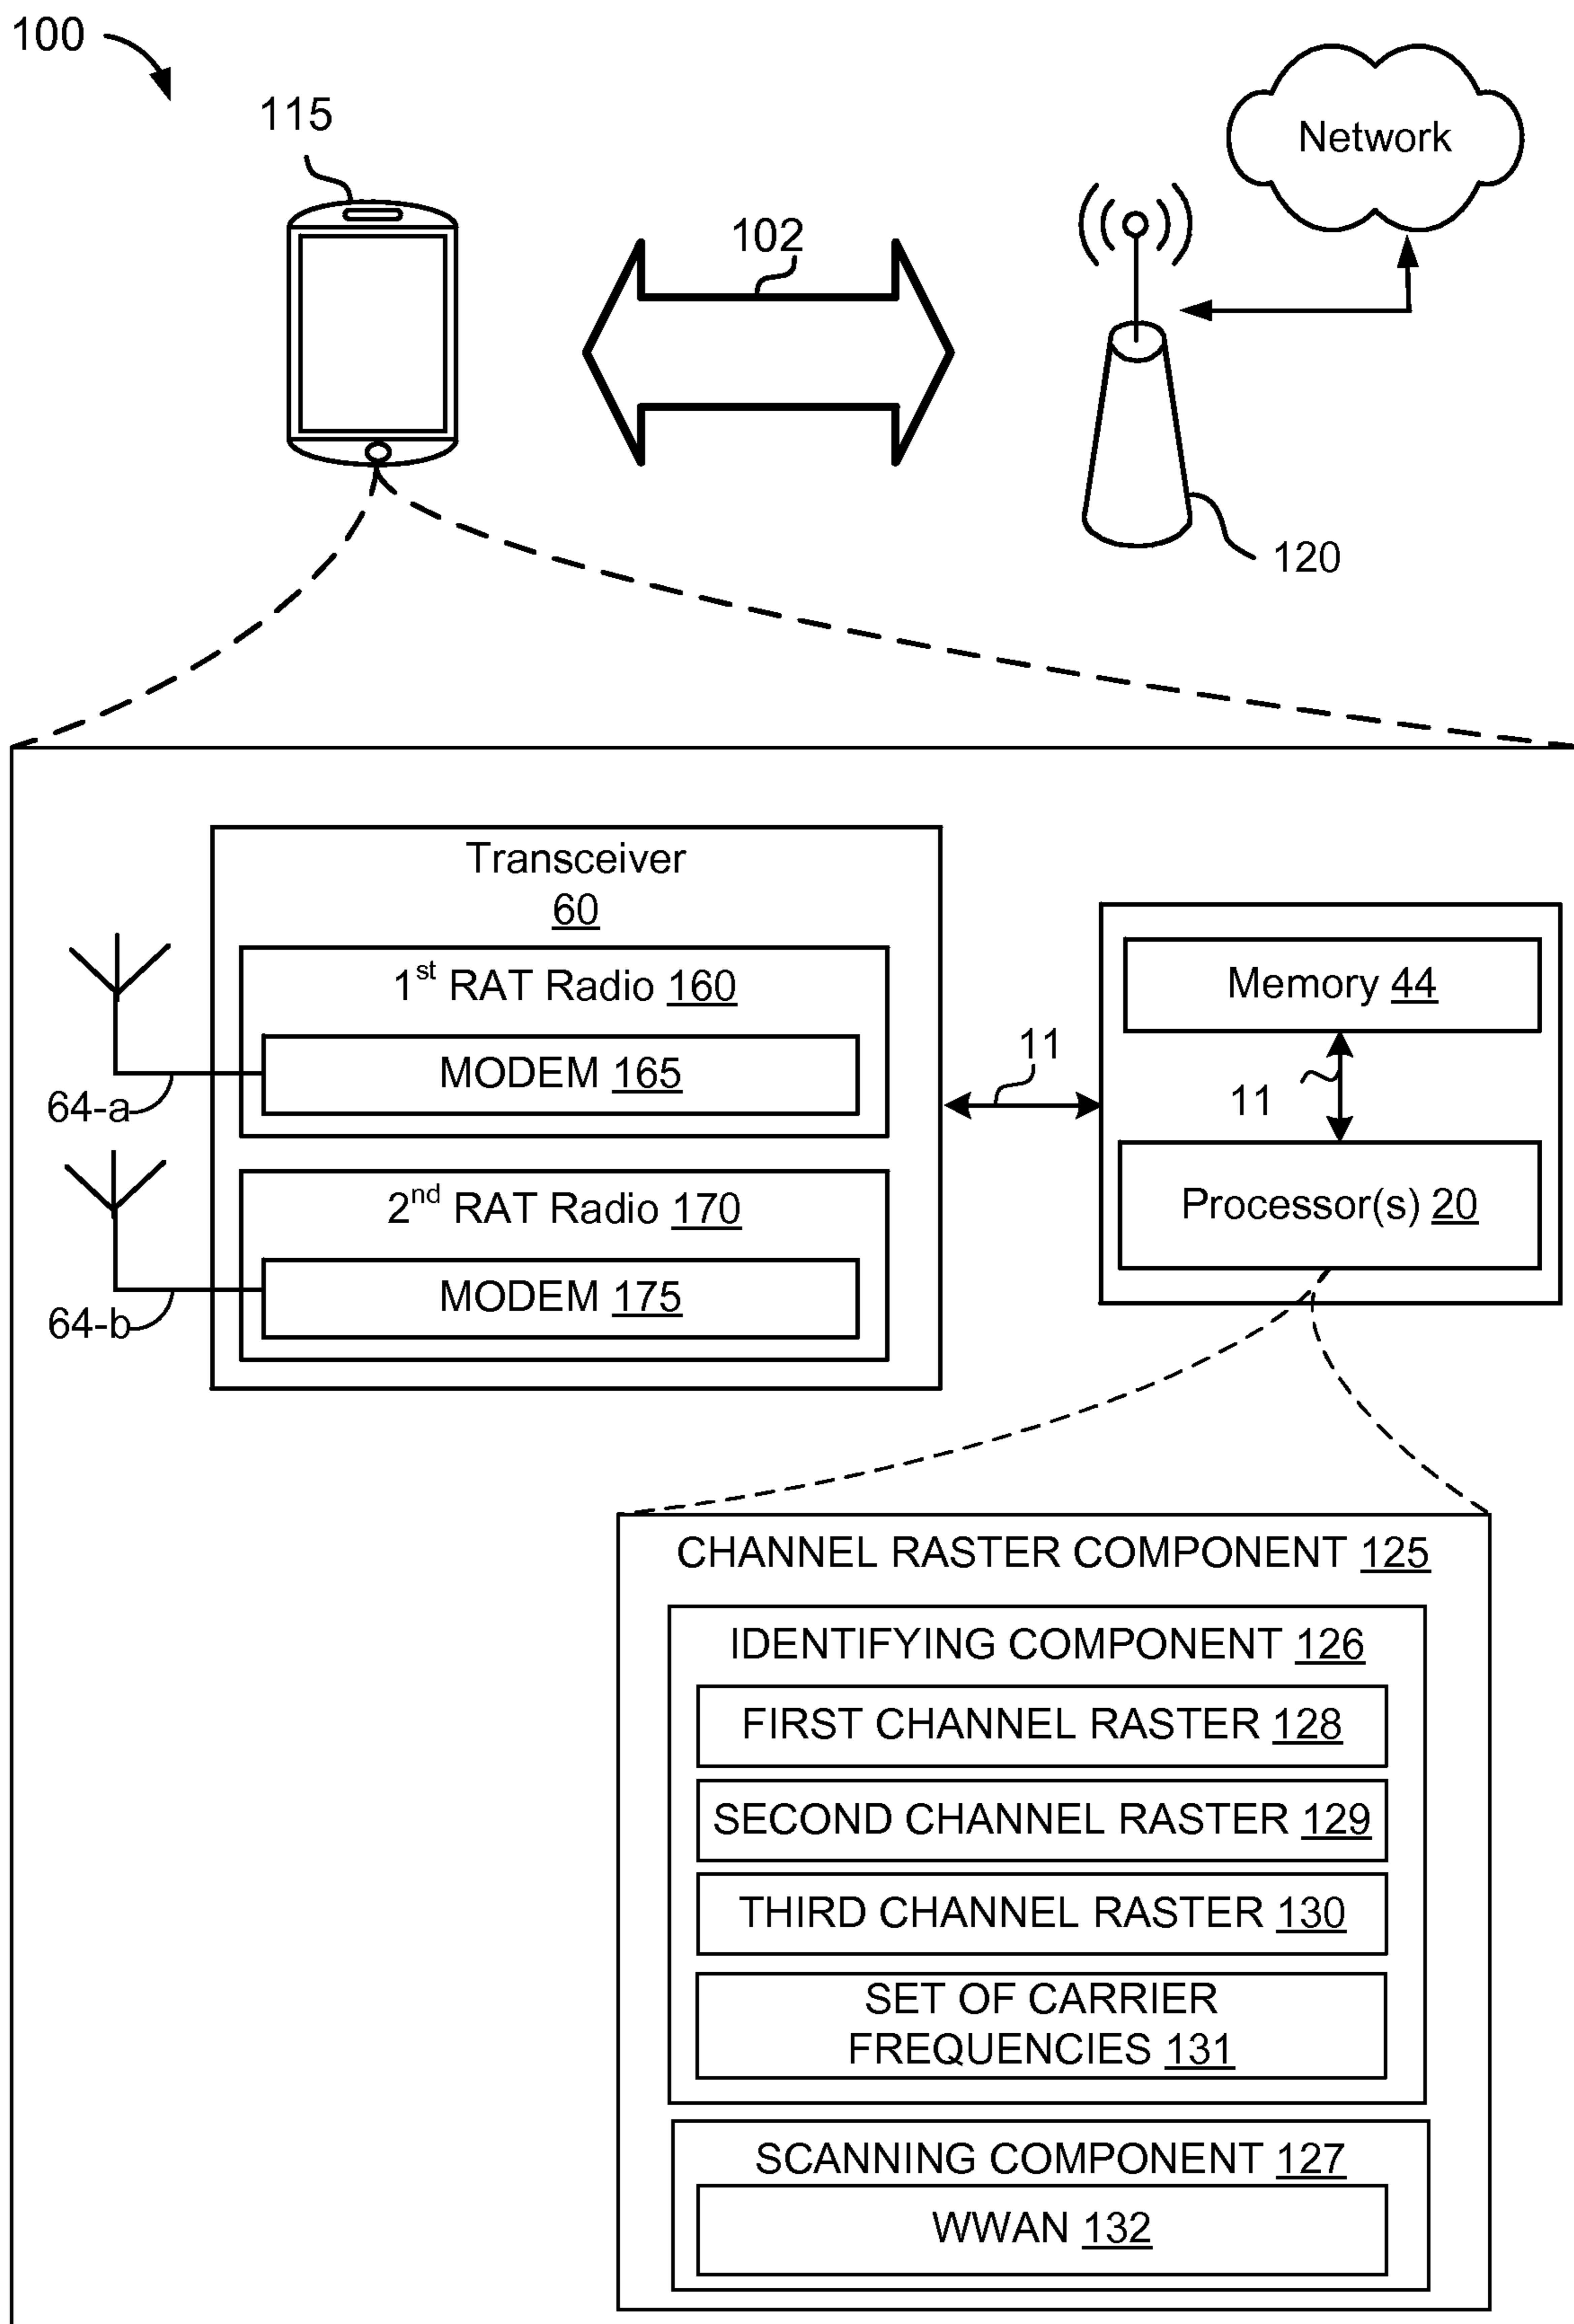 100
115
Network
102
120
Transceiver
60
1st RAT Radio 160
MODEM 165
64-a
2nd RAT Radio 170
MODEM 175
64-b
11
Memory 44
11
Processor(s) 20
CHANNEL RASTER COMPONENT 125
IDENTIFYING COMPONENT 126
FIRST CHANNEL RASTER 128
SECOND CHANNEL RASTER 129
THIRD CHANNEL RASTER 130
SET OF CARRIER
FREQUENCIES 131
SCANNING COMPONENT 127
WWAN 132